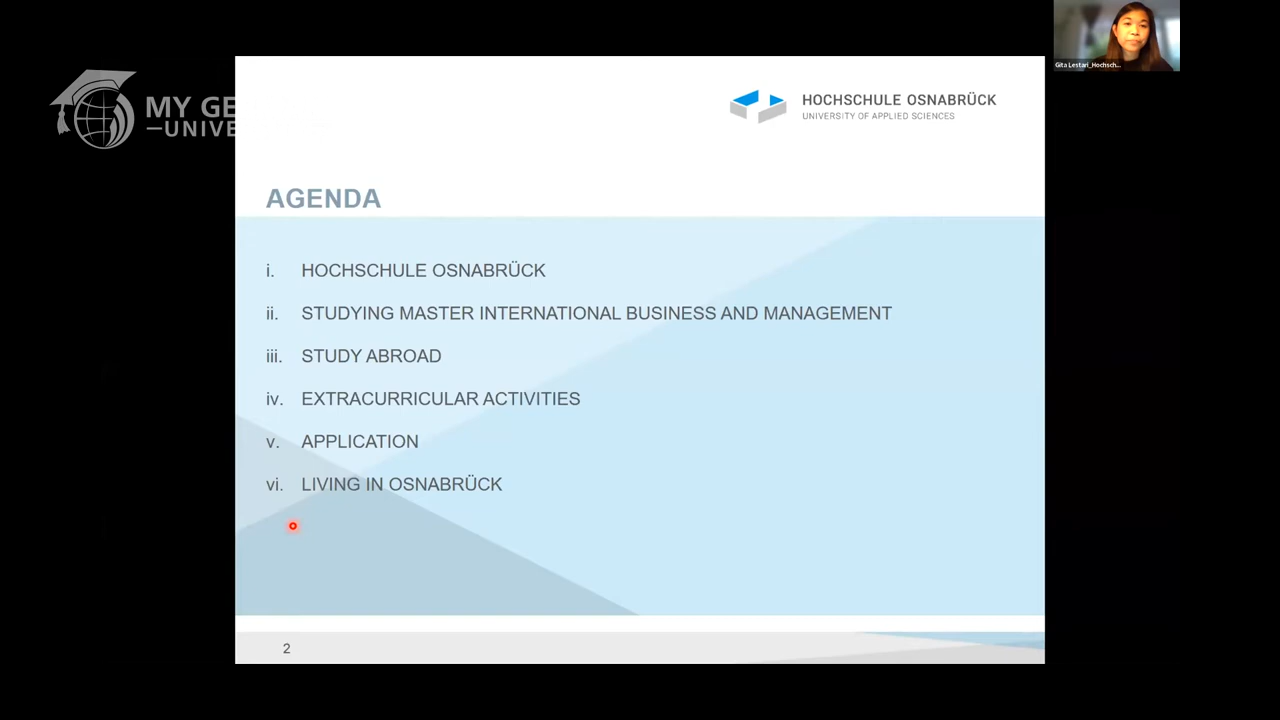 MY GE
UNIVE
Gita Lestari_Hochsch...
HOCHSCHULE OSNABRÜCK
UNIVERSITY OF APPLIED SCIENCES
AGENDA
i. HOCHSCHULE OSNABRÜCK
ii. STUDYING MASTER INTERNATIONAL BUSINESS AND MANAGEMENT
iii. STUDY ABROAD
iv. EXTRACURRICULAR ACTIVITIES
v. APPLICATION
vi. LIVING IN OSNABRÜCK
2